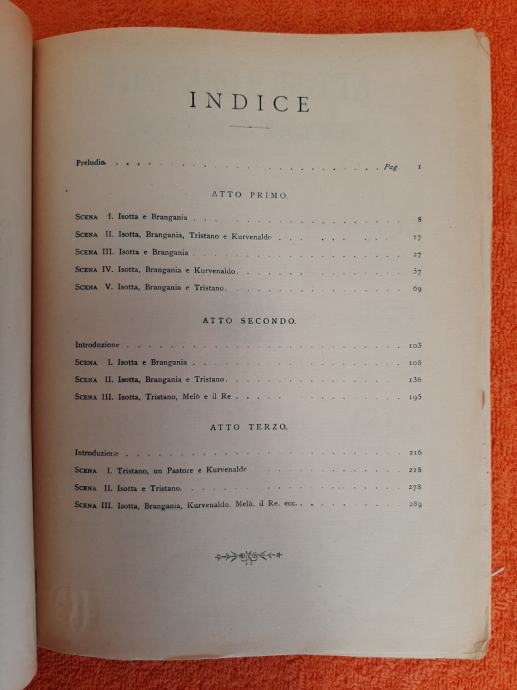 INDICE
Preludio. Pag. 1
ATTO PRIMO.
SCENA I. Isotta e Brangania 8
SCENA II. Isotta, Brangania, Tristano e Kurvenaldo 17
SCENA III. Isotta e Brangania 27
SCENA IV. Isotta, Brangania e Kurvenaldo. 57
SCENA V. Isotta, Brangania e Tristano. 69
ATTO SECONDO.
Introduzione 103
SCENA I. Isotta e Brangania 108
SCENA II. Isotta, Brangania e Tristano. 136
SCENA III. Isotta, Tristano, Melò e il Re 195
ATTO TERZO.
Introduzione 216
SCENA I. Tristano, un Pastore e Kurvenaldo 218
SCENA II. Isotta e Tristano. 278
SCENA III. Isotta, Brangania, Kurvenaldo. Melò. il Re. ecc. 289